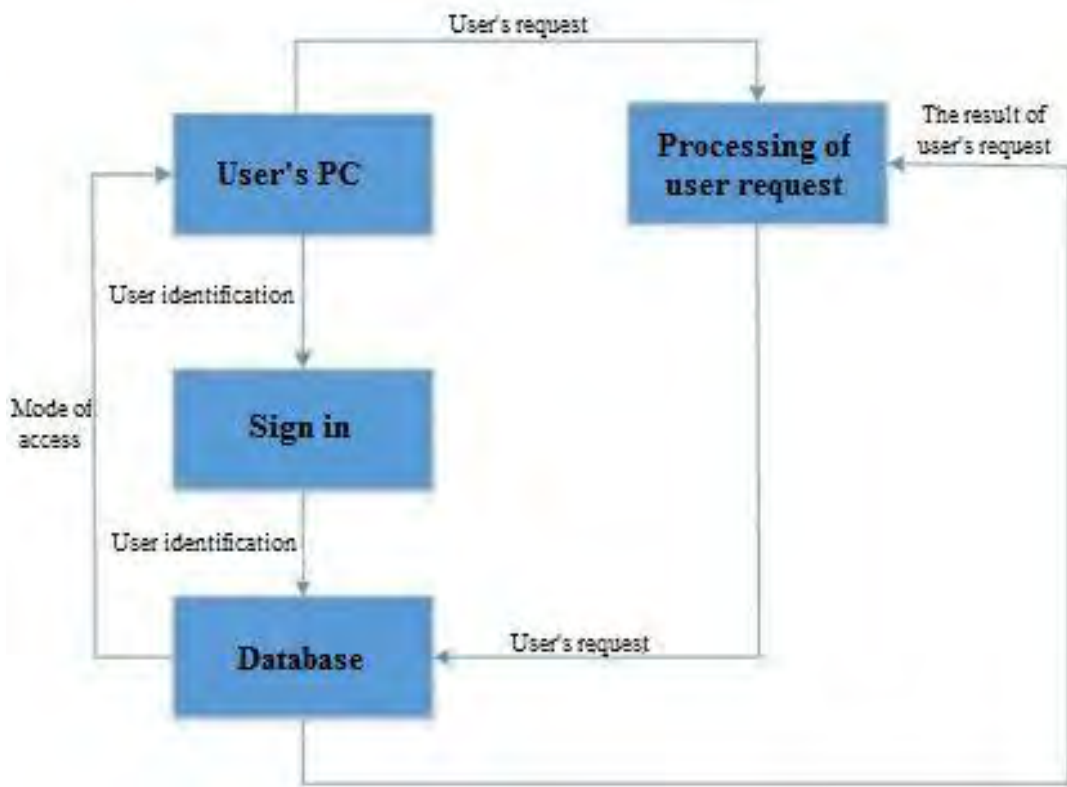 User's request
The result of
user's request
Processing of
user request
User's PC
User identification
Mode of
access
Sign in
User identification
User's request
Database